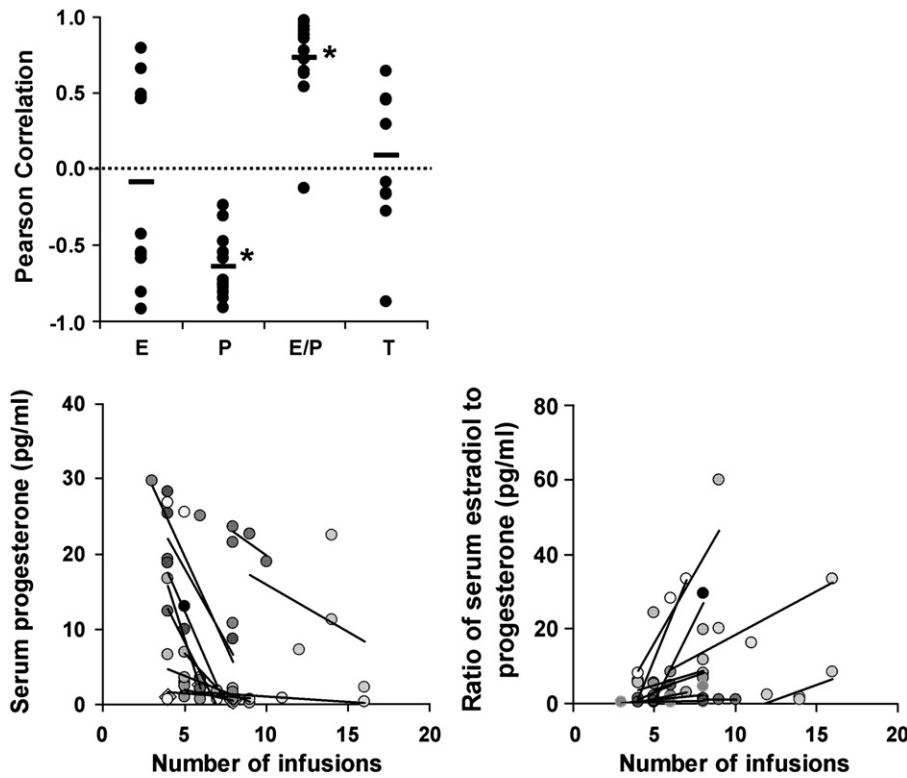 Pearson Correlation
1.0
0.5
0.0
-0.5
-1.0
*
*
E P E/P T
Serum progesterone (pg/ml)
40
30
20
10
0
0 5 10 15 20
Number of infusions
Ratio of serum estradiol to
progesterone (pg/ml)
80
60
40
20
0
0 5 10 15 20
Number of infusions